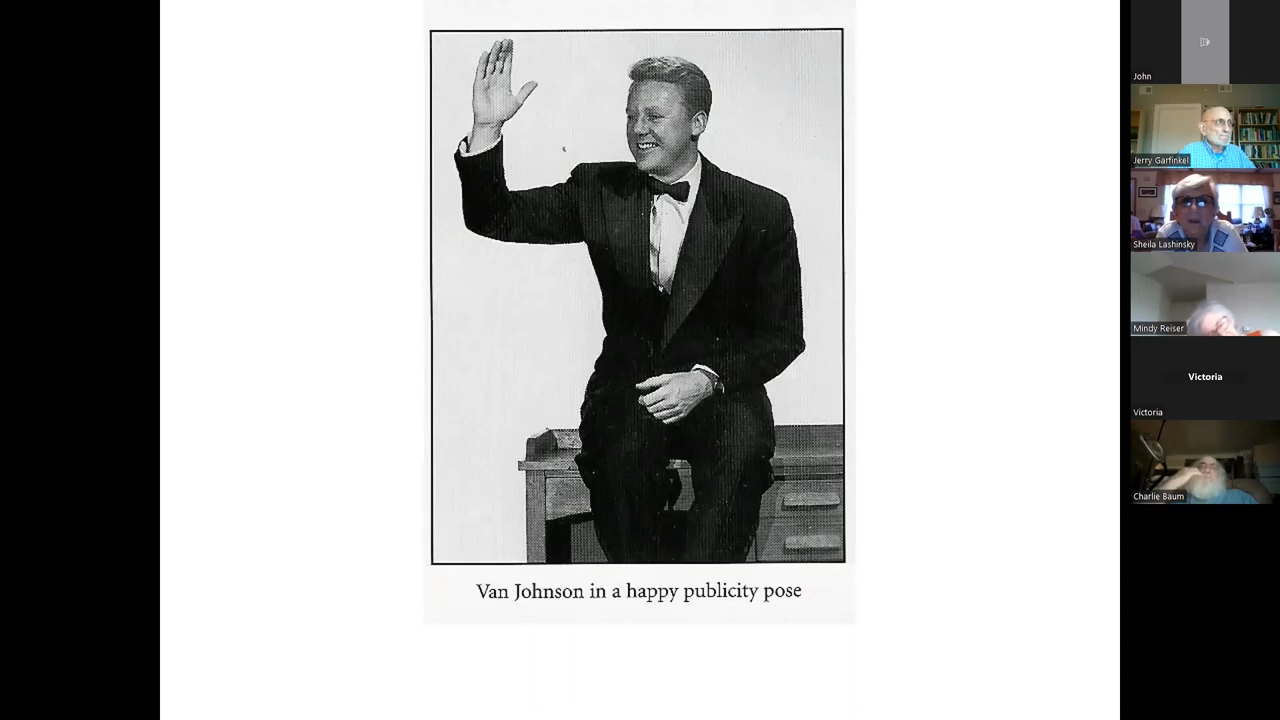 Van Johnson in a happy publicity pose
John
Jerry Garfinkel
Sheila Lashinsky
Mindy Reiser
Victoria
Victoria
Charlie Baum